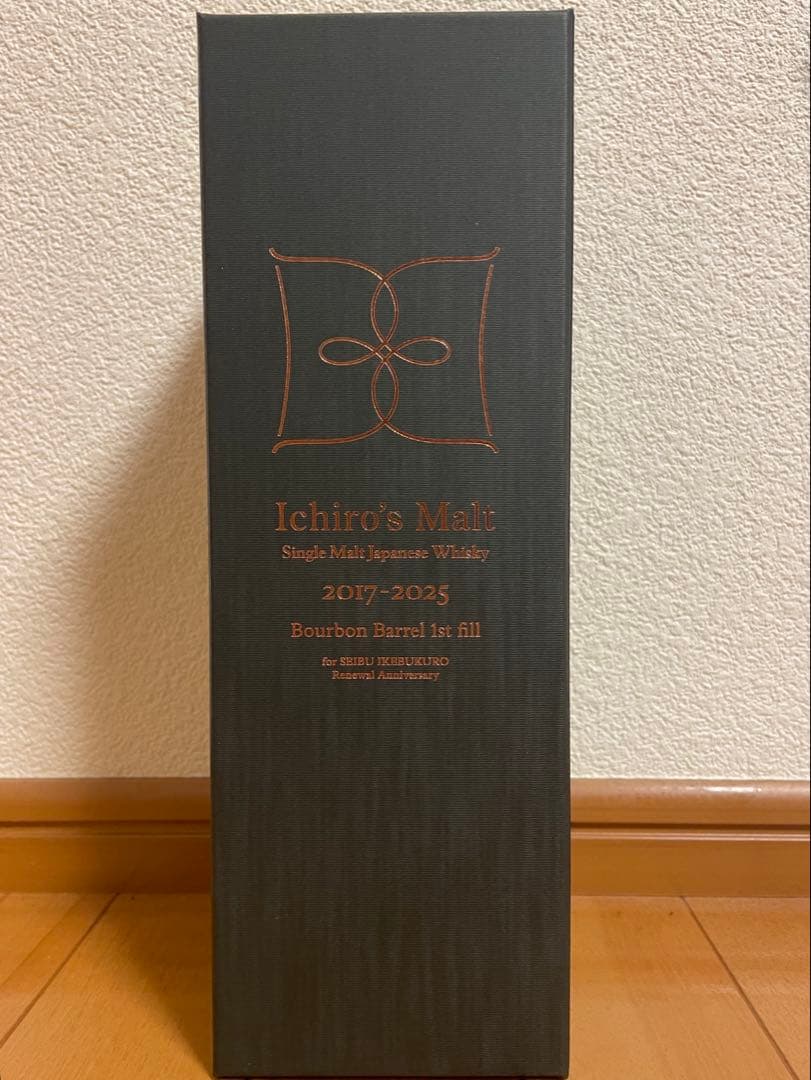 Ichiro's Malt
Single Malt Japanese Whisky
2017-2025
Bourbon Barrel 1st fill
for SEIBU IKEBUKURO
Renewal Anniversary